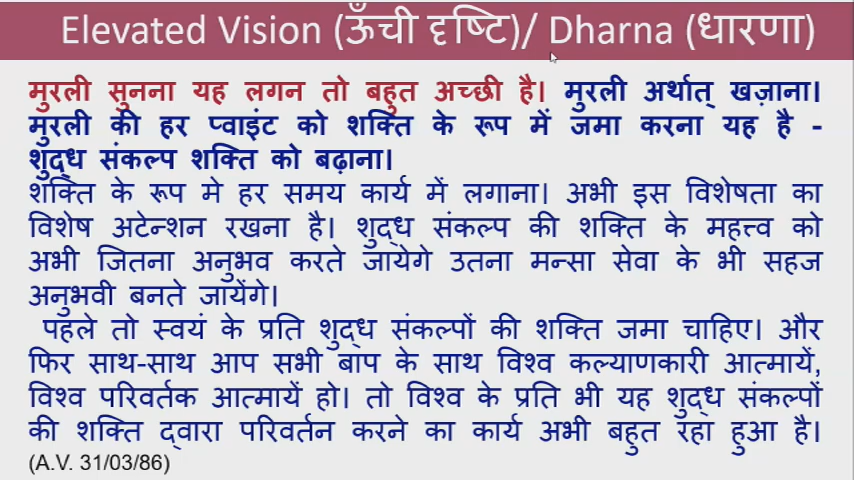 Elevated Vision (ऊँची दृष्टि)/ Dharna (धारणा)
मुरली सुनना यह लगन तो बहुत अच्छी है। मुरली अर्थात् खज़ाना।
मुरली की हर प्वाइंट को शक्ति के रूप में जमा करना यह है -
शुद्ध संकल्प शक्ति को बढ़ाना।
शक्ति के रूप मे हर समय कार्य में लगाना। अभी इस विशेषता का
विशेष अटेन्शन रखना है। शुद्ध संकल्प की शक्ति के महत्त्व को
अभी जितना अनुभव करते जायेगे उतना मन्सा सेवा के भी सहज
अनुभवी बनते जायेंगे।
पहले तो स्वयं के प्रति शुद्ध संकल्पों की शक्ति जमा चाहिए। और
फिर साथ-साथ आप सभी बाप के साथ विश्व कल्याणकारी आत्मायें,
विश्व परिवर्तक आत्मायें हो। तो विश्व के प्रति भी यह शुद्ध संकल्पों
की शक्ति द्वारा परिवर्तन करने का कार्य अभी बहुत रहा हुआ है।
(A.V. 31/03/86)